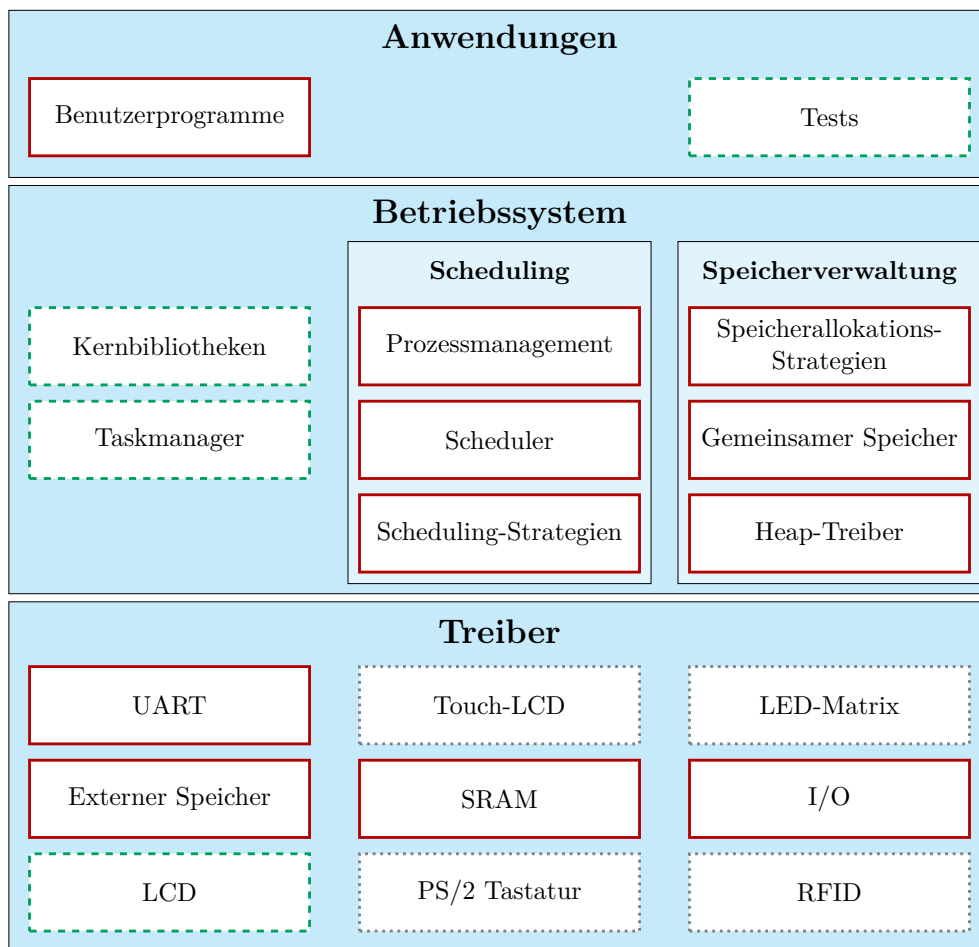 Anwendungen
Benutzerprogramme
Tests
Betriebssystem
Kernbibliotheken
Taskmanager
Scheduling
Prozessmanagement
Scheduler
Scheduling-Strategien
Speicherverwaltung
Speicherallokations-
Strategien
Gemeinsamer Speicher
Heap-Treiber
Treiber
UART
Touch-LCD
LED-Matrix
Externer Speicher
SRAM
I/O
LCD
PS/2 Tastatur
RFID